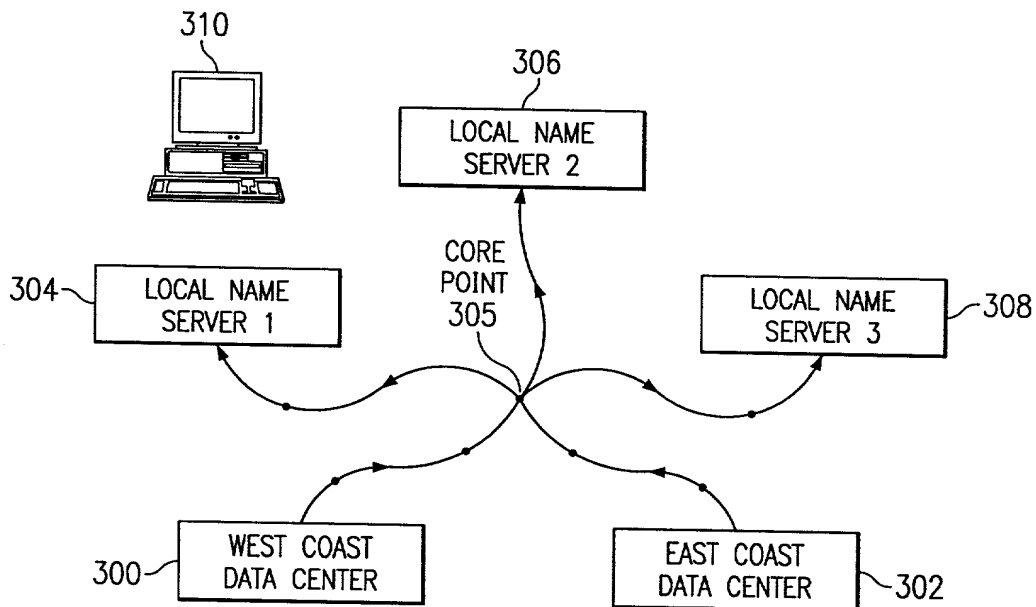 310
306
LOCAL NAME
SERVER 2
CORE
POINT
305
304
LOCAL NAME
SERVER 1
LOCAL NAME
SERVER 3
308
300
WEST COAST
DATA CENTER
EAST COAST
DATA CENTER
302